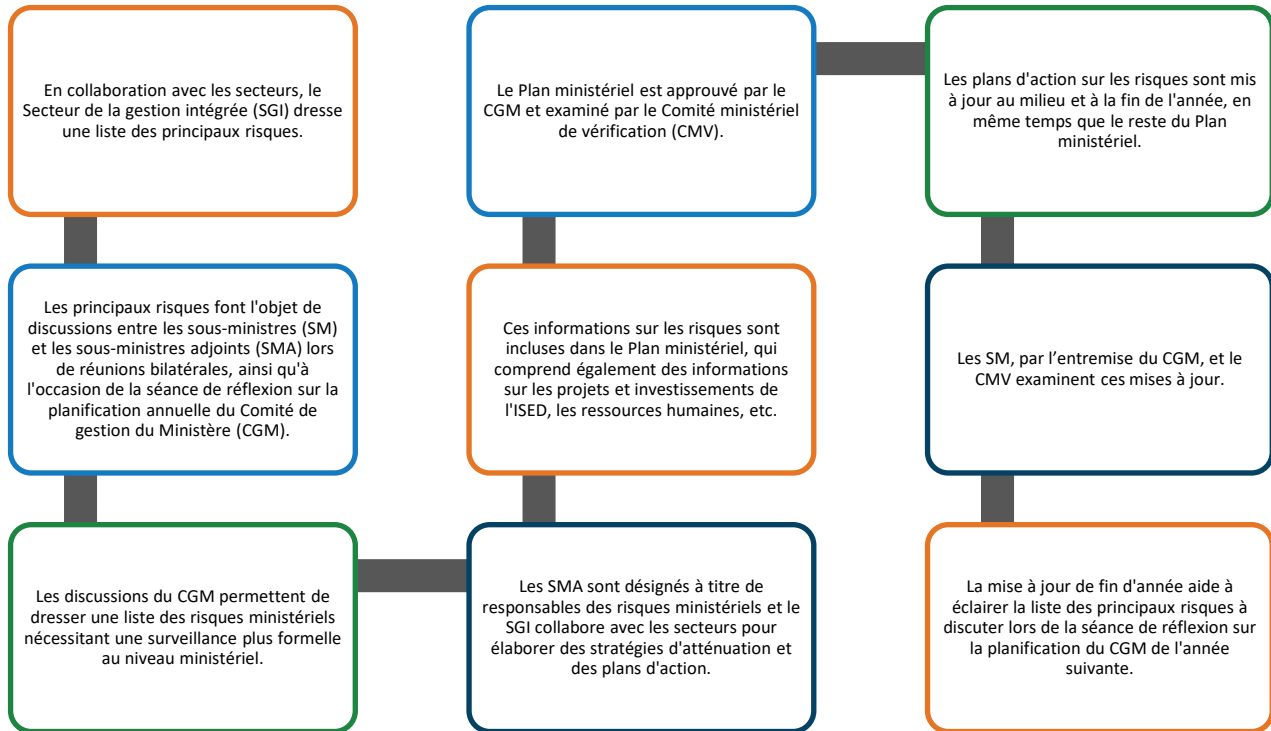 En collaboration avec les secteurs, le
Secteur de la gestion intégrée (SGI) dresse
une liste des principaux risques.
Les principaux risques font l'objet de
discussions entre les sous-ministres (SM)
et les sous-ministres adjoints (SMA) lors
de réunions bilatérales, ainsi qu'à
l'occasion de la séance de réflexion sur la
planification annuelle du Comité de
gestion du Ministère (CGM).
Les discussions du CGM permettent de
dresser une liste des risques ministériels
nécessitant une surveillance plus formelle
au niveau ministériel.
Les SMA sont désignés à titre de
responsables des risques ministériels et le
SGI collabore avec les secteurs pour
élaborer des stratégies d'atténuation et
des plans d'action.
Ces informations sur les risques sont
incluses dans le Plan ministériel, qui
comprend également des informations
sur les projets et investissements de
l'ISED, les ressources humaines, etc.
Le Plan ministériel est approuvé par le
CGM et examiné par le Comité ministériel
de vérification (CMV).
Les plans d'action sur les risques sont mis
à jour au milieu et à la fin de l'année, en
même temps que le reste du Plan
ministériel.
Les SM, par l’entremise du CGM, et le
CMV examinent ces mises à jour.
La mise à jour de fin d'année aide à
éclairer la liste des principaux risques à
discuter lors de la séance de réflexion sur
la planification du CGM de l'année
suivante.